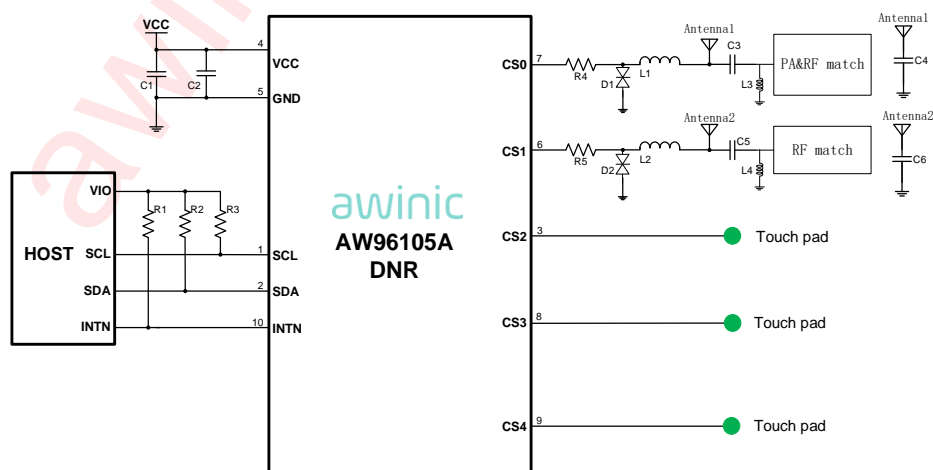 VCC
C1
C2
4
VCC
5
GND
HOST
VIO
SCL
SDA
INTN
R1
R2
R3
1
SCL
2
SDA
10
INTN
awinic
AW96105A
DNR
CS0
7
R4
D1
L1
Antenna1
C3
L3
PA&RF match
Antenna1
C4
CS1
6
R5
D2
L2
Antenna2
C5
L4
RF match
Antenna2
C6
CS2
3
Touch pad
CS3
8
Touch pad
CS4
9
Touch pad
awin